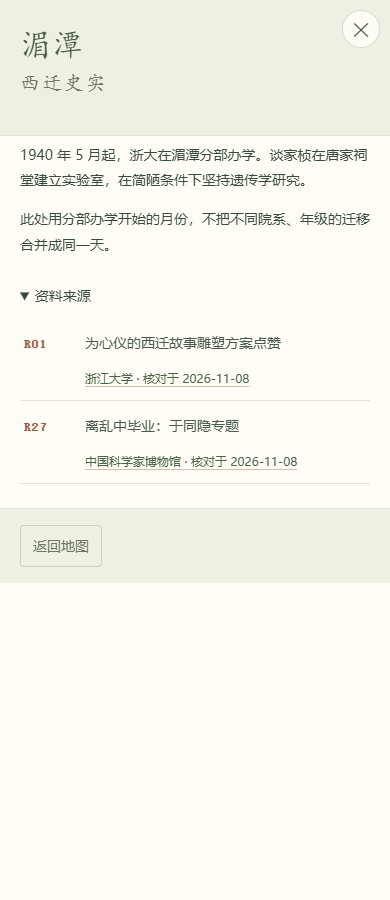 湄潭
西迁史实
1940 年 5 月起，浙大在湄潭分部办学。谈家桢在唐家祠
堂建立实验室，在简陋条件下坚持遗传学研究。
此处用分部办学开始的月份，不把不同院系、年级的迁移
合并成同一天。
▼ 资料来源
R01
为心仪的西迁故事雕塑方案点赞
浙江大学 · 核对于 2026-11-08
R27
离乱中毕业：于同隐专题
中国科学家博物馆 · 核对于 2026-11-08
返回地图